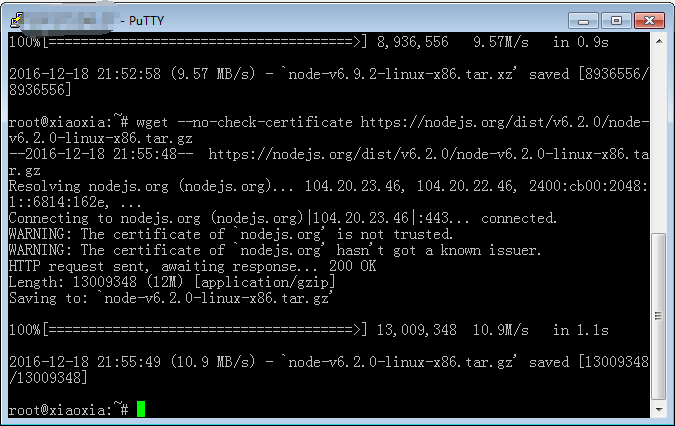 - PuTTY
100%[=====================================>] 8,936,556   9.57M/s   in 0.9s
2016-12-18 21:52:58 (9.57 MB/s) - `node-v6.9.2-linux-x86.tar.xz' saved [8936556/
8936556]
root@xiaoxia:~# wget --no-check-certificate https://nodejs.org/dist/v6.2.0/node-
v6.2.0-linux-x86.tar.gz
--2016-12-18 21:55:48--  https://nodejs.org/dist/v6.2.0/node-v6.2.0-linux-x86.ta
r.gz
Resolving nodejs.org (nodejs.org)... 104.20.23.46, 104.20.22.46, 2400:cb00:2048:
1::6814:162e, ...
Connecting to nodejs.org (nodejs.org)|104.20.23.46|:443... connected.
WARNING: The certificate of `nodejs.org' is not trusted.
WARNING: The certificate of `nodejs.org' hasn't got a known issuer.
HTTP request sent, awaiting response... 200 OK
Length: 13009348 (12M) [application/gzip]
Saving to: `node-v6.2.0-linux-x86.tar.gz'
100%[=====================================>] 13,009,348  10.9M/s   in 1.1s
2016-12-18 21:55:49 (10.9 MB/s) - `node-v6.2.0-linux-x86.tar.gz' saved [13009348
/13009348]
root@xiaoxia:~#